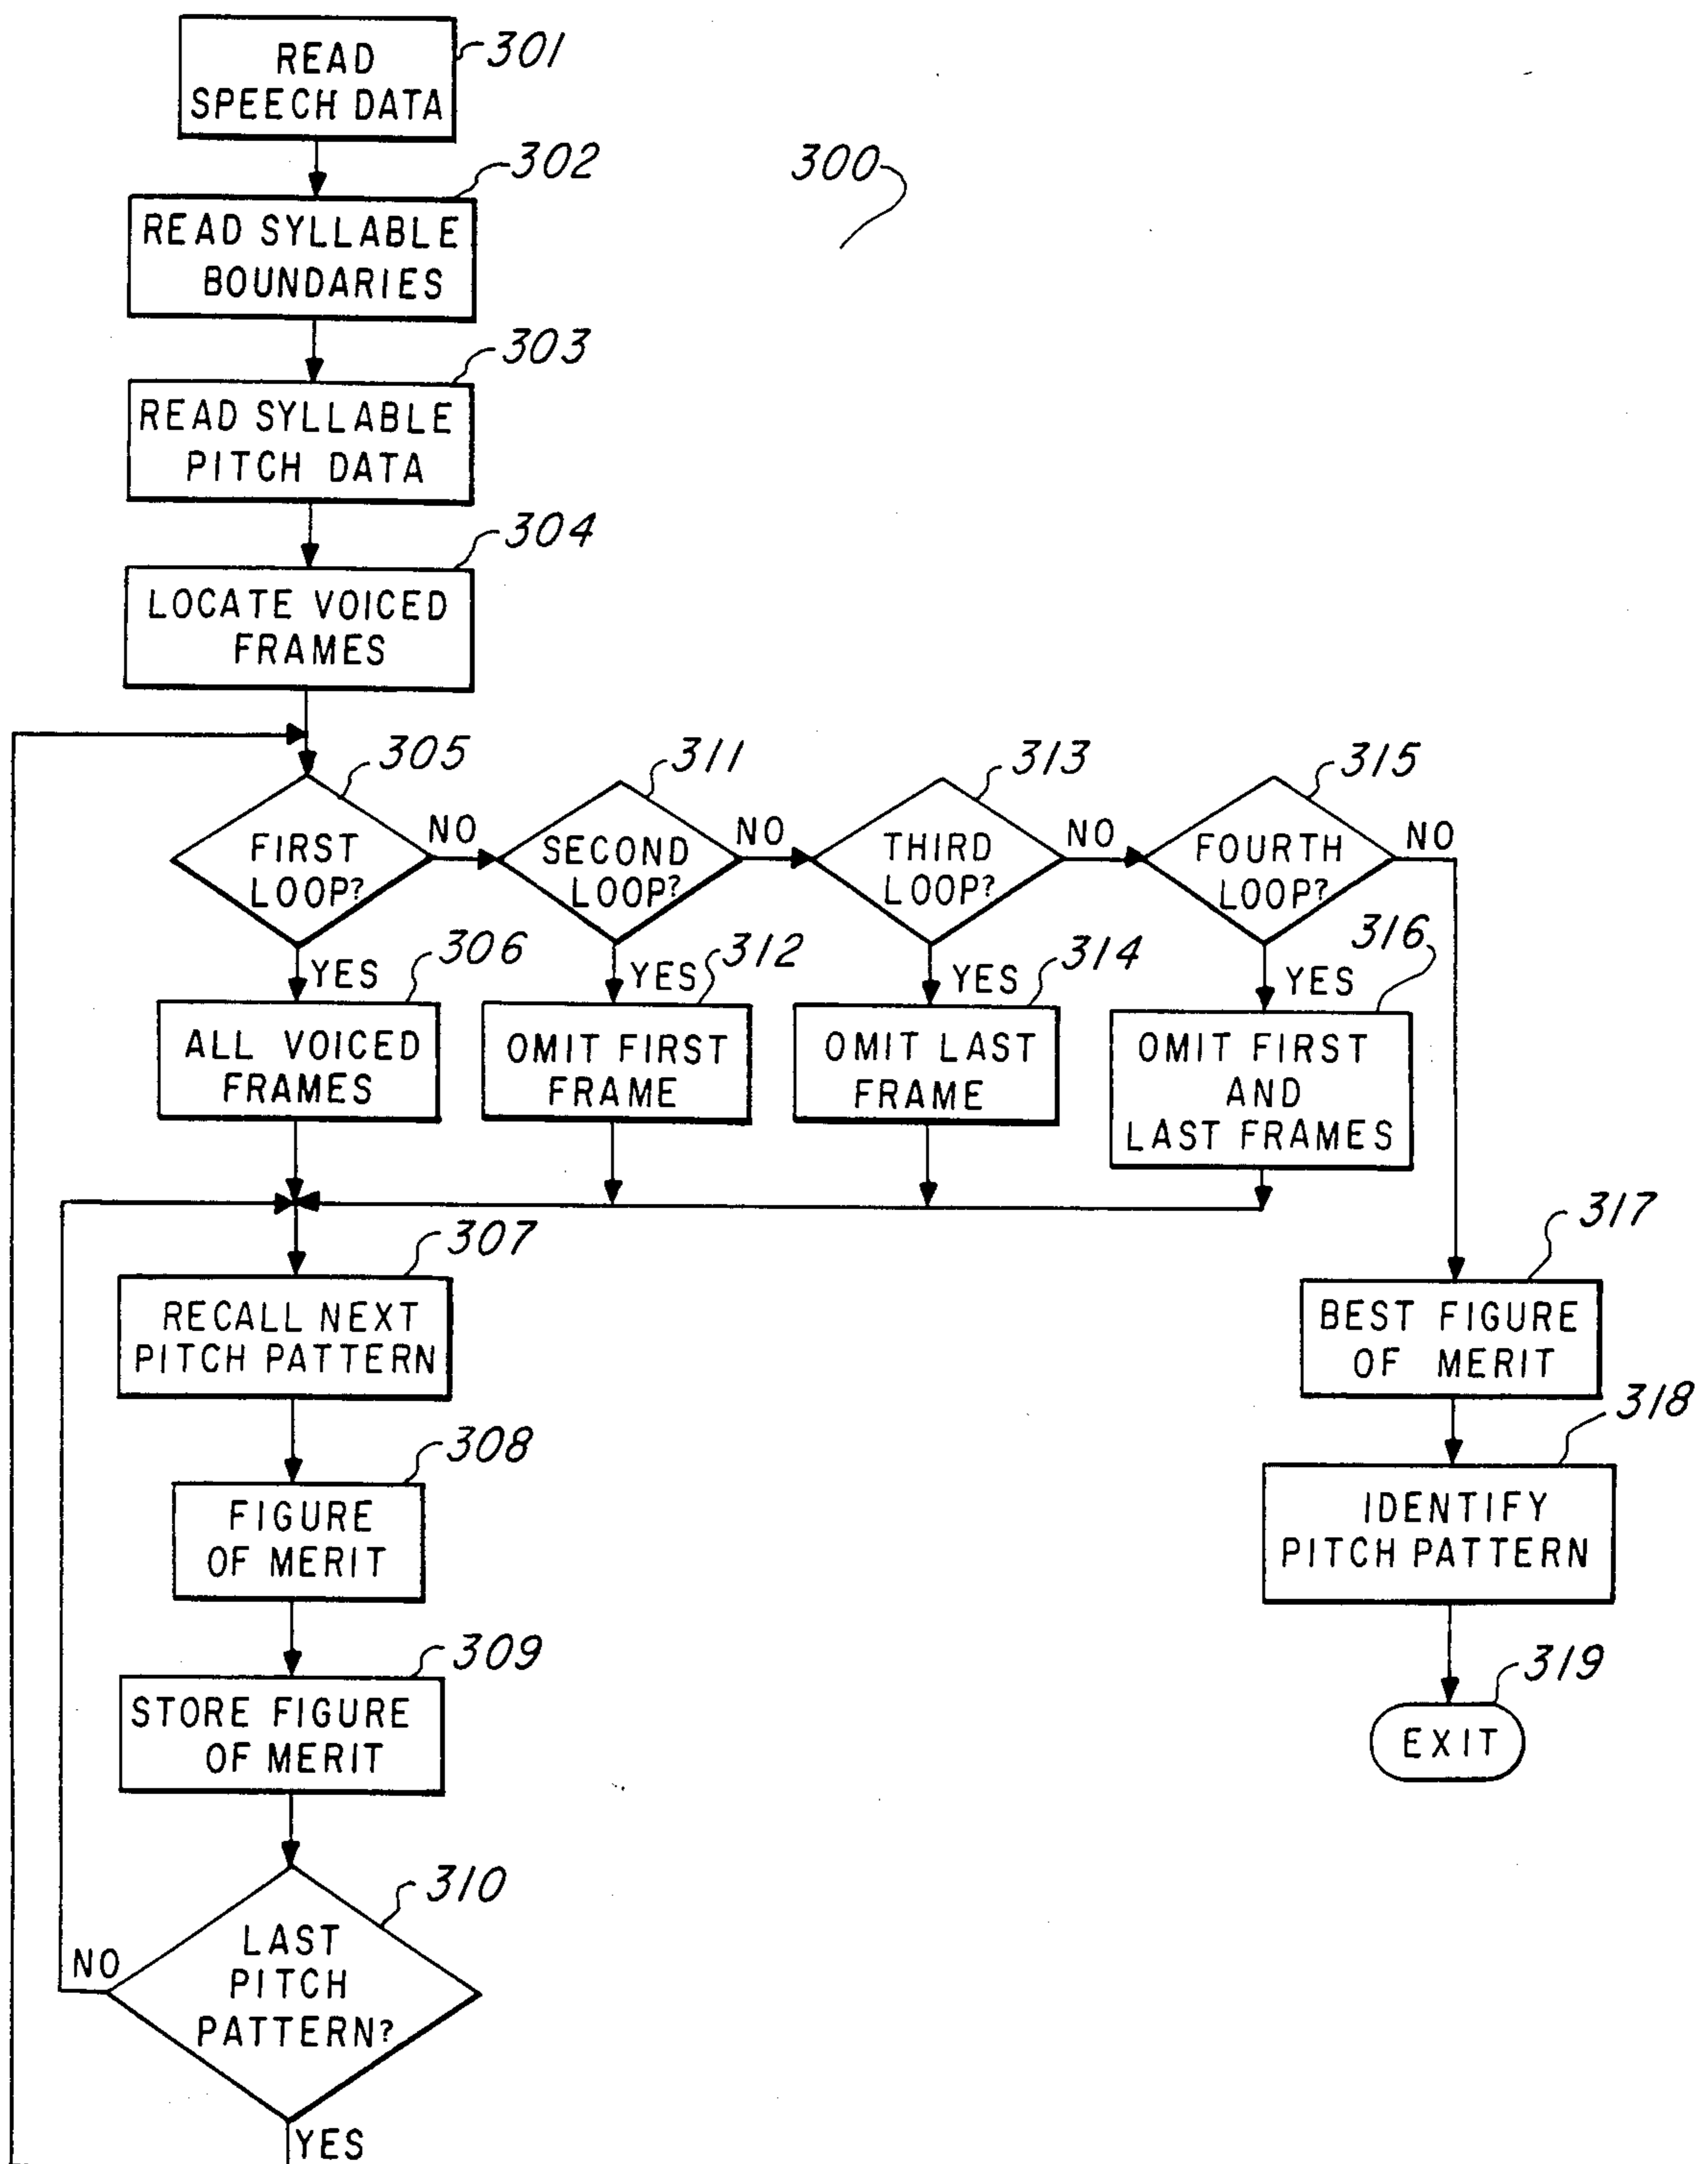 READ
SPEECH DATA
301
302
300
READ SYLLABLE
BOUNDARIES
303
READ SYLLABLE
PITCH DATA
304
LOCATE VOICED
FRAMES
305
311
313
315
FIRST
LOOP?
NO
SECOND
LOOP?
NO
THIRD
LOOP?
NO
FOURTH
LOOP?
NO
YES
306
YES
312
YES
314
YES
316
ALL VOICED
FRAMES
OMIT FIRST
FRAME
OMIT LAST
FRAME
OMIT FIRST
AND
LAST FRAMES
307
317
RECALL NEXT
PITCH PATTERN
BEST FIGURE
OF MERIT
308
318
FIGURE
OF MERIT
IDENTIFY
PITCH PATTERN
309
319
STORE FIGURE
OF MERIT
EXIT
310
LAST
PITCH
PATTERN?
NO
YES